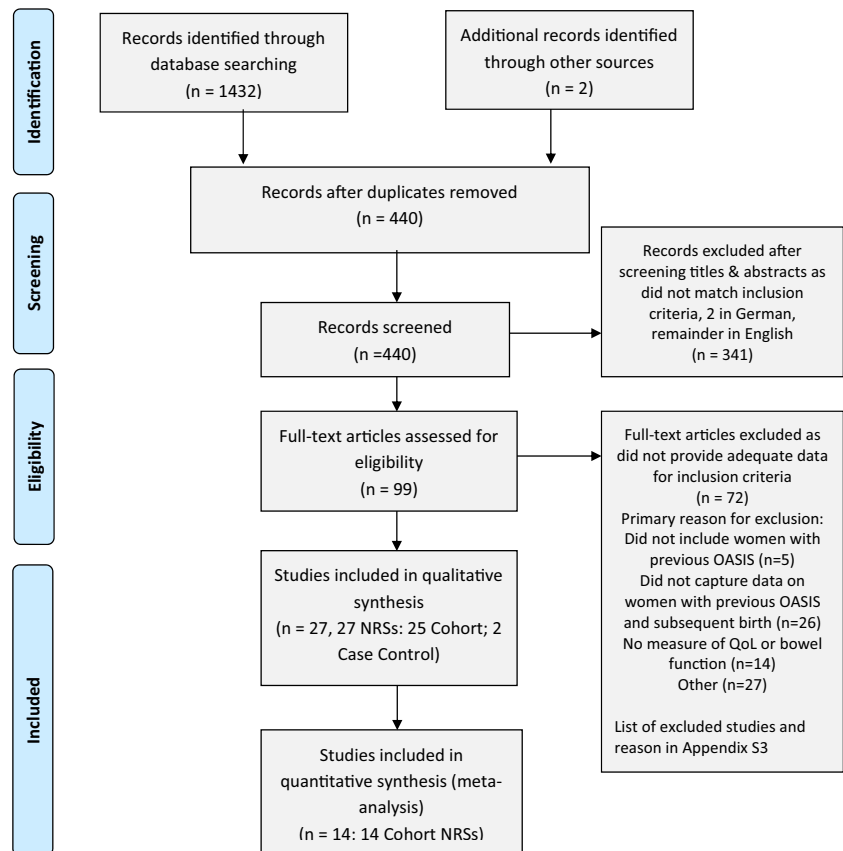 Identification
Records identified through
database searching
(n = 1432)
Additional records identified
through other sources
(n = 2)
Records after duplicates removed
(n = 440)
Screening
Records screened
(n =440)
Records excluded after
screening titles & abstracts as
did not match inclusion
criteria, 2 in German,
remainder in English
(n = 341)
Eligibility
Full-text articles assessed for
eligibility
(n = 99)
Full-text articles excluded as
did not provide adequate data
for inclusion criteria
(n = 72)
Primary reason for exclusion:
Did not include women with
previous OASIS (n=5)
Did not capture data on
women with previous OASIS
and subsequent birth (n=26)
No measure of QoL or bowel
function (n=14)
Other (n=27)
List of excluded studies and
reason in Appendix S3
Included
Studies included in qualitative
synthesis
(n = 27, 27 NRSs: 25 Cohort; 2
Case Control)
Studies included in
quantitative synthesis (meta-
analysis)
(n = 14: 14 Cohort NRSs)